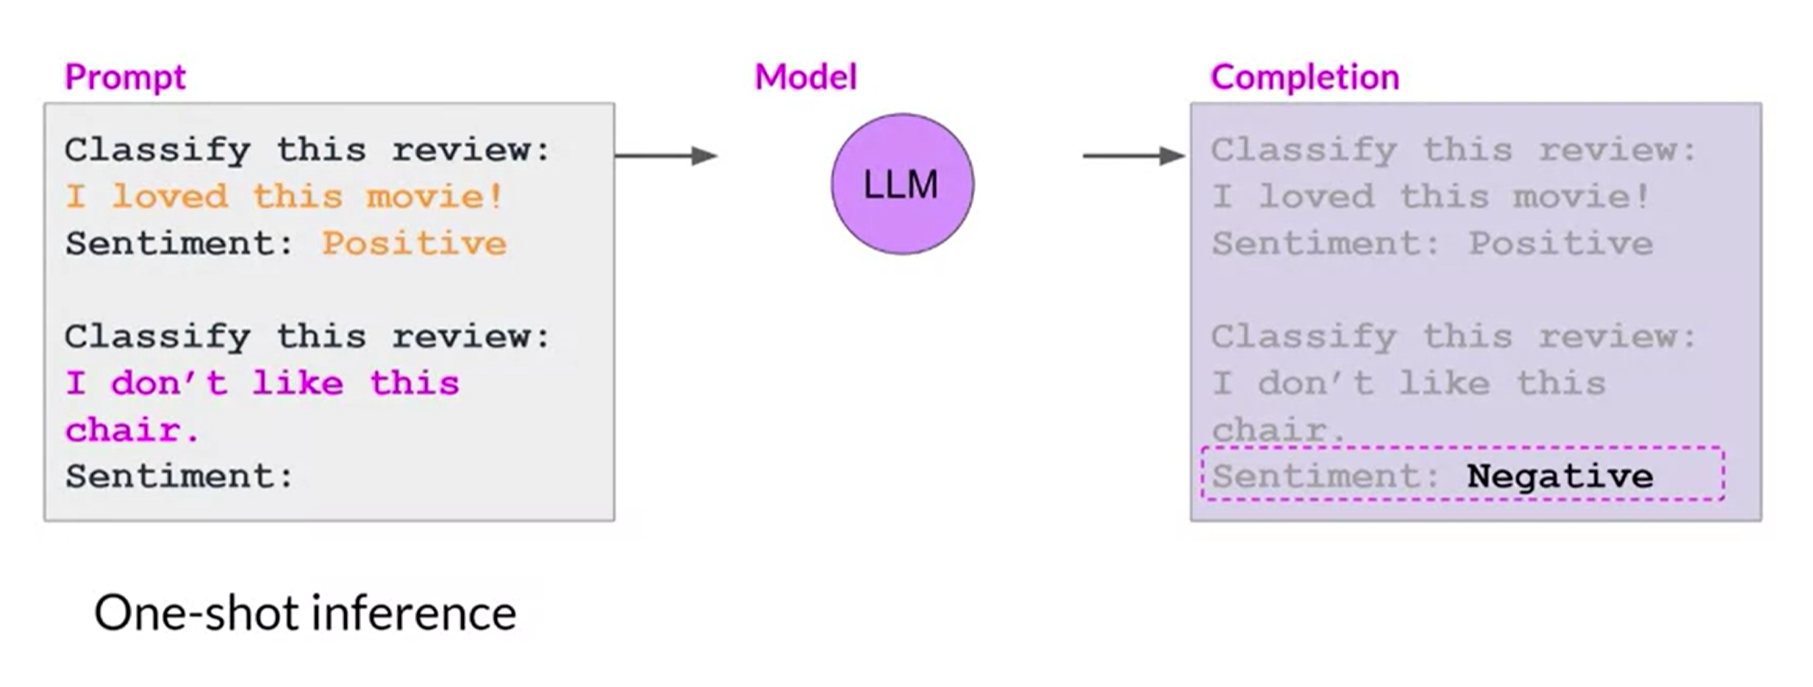 Prompt
Classify this review:
I loved this movie!
Sentiment: Positive
Classify this review:
I don't like this
chair.
Sentiment:
One-shot inference
Model
LLM
Completion
Classify this review:
I loved this movie!
Sentiment: Positive
Classify this review:
I don't like this
chair.
Sentiment: Negative